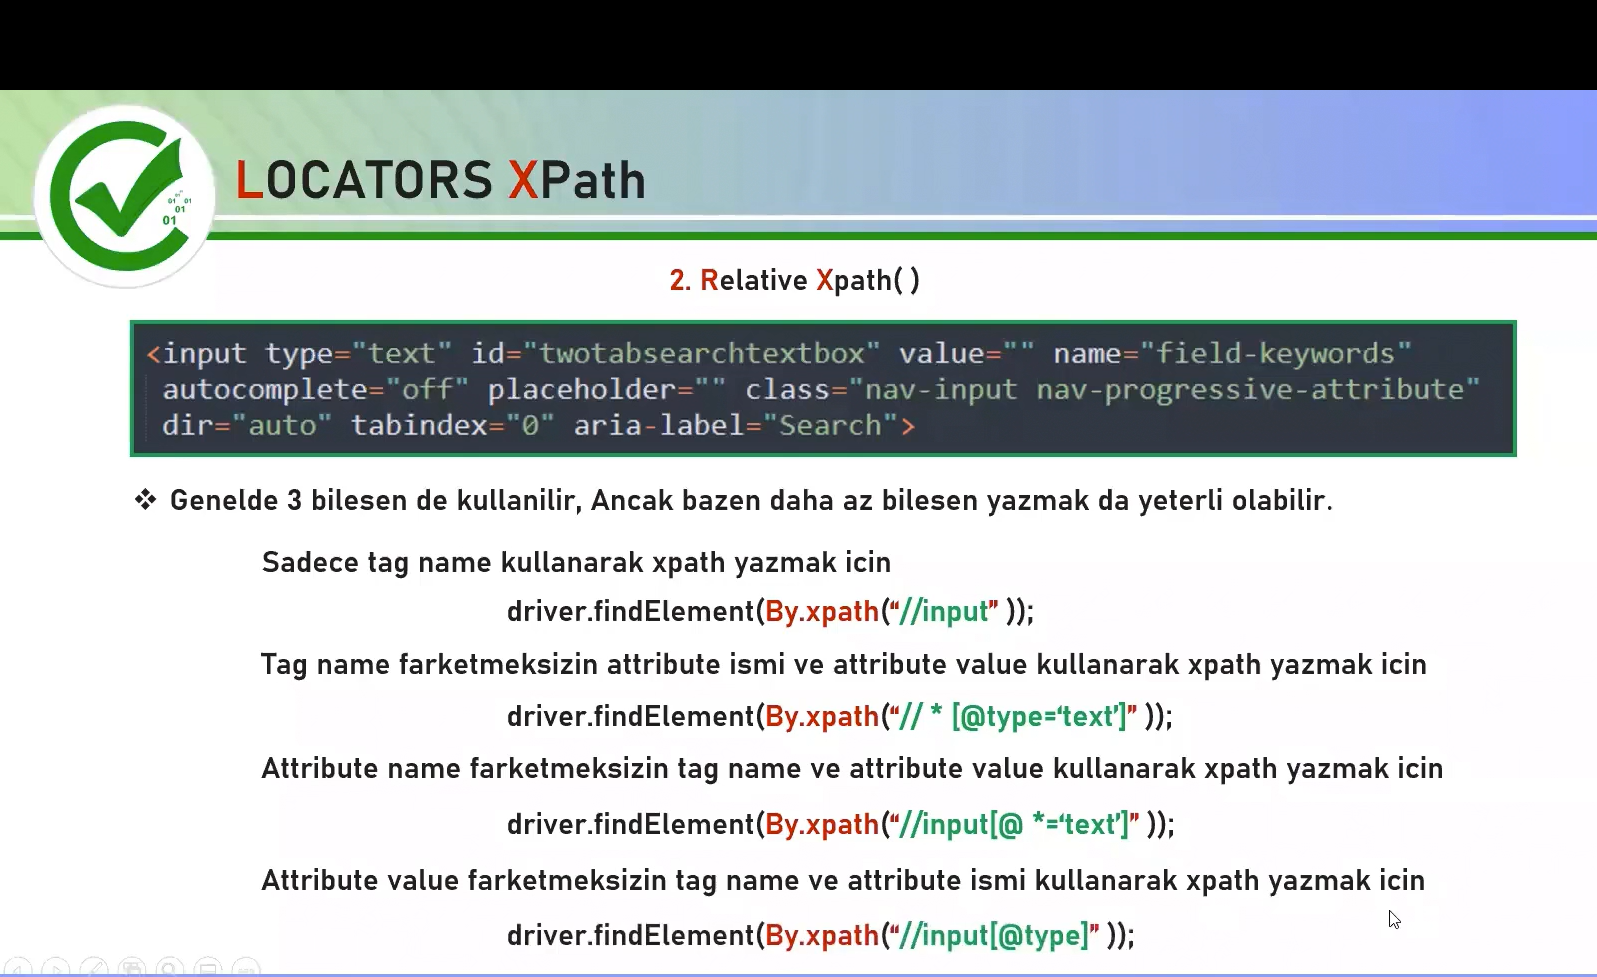 01
01 01
01
01
LOCATORS XPath
2. Relative Xpath( )
<input type="text" id="twotabsearchtextbox" value="" name="field-keywords"
autocomplete="off" placeholder="" class="nav-input nav-progressive-attribute"
dir="auto" tabindex="0" aria-label="Search">
❖ Genelde 3 bilesen de kullanilir, Ancak bazen daha az bilesen yazmak da yeterli olabilir.
Sadece tag name kullanarak xpath yazmak icin
driver.findElement(By.xpath(“//input” ));
Tag name farketmeksizin attribute ismi ve attribute value kullanarak xpath yazmak icin
driver.findElement(By.xpath(“// * [@type=‘text’]” ));
Attribute name farketmeksizin tag name ve attribute value kullanarak xpath yazmak icin
driver.findElement(By.xpath(“//input[@ *=‘text’]” ));
Attribute value farketmeksizin tag name ve attribute ismi kullanarak xpath yazmak icin
driver.findElement(By.xpath(“//input[@type]” ));